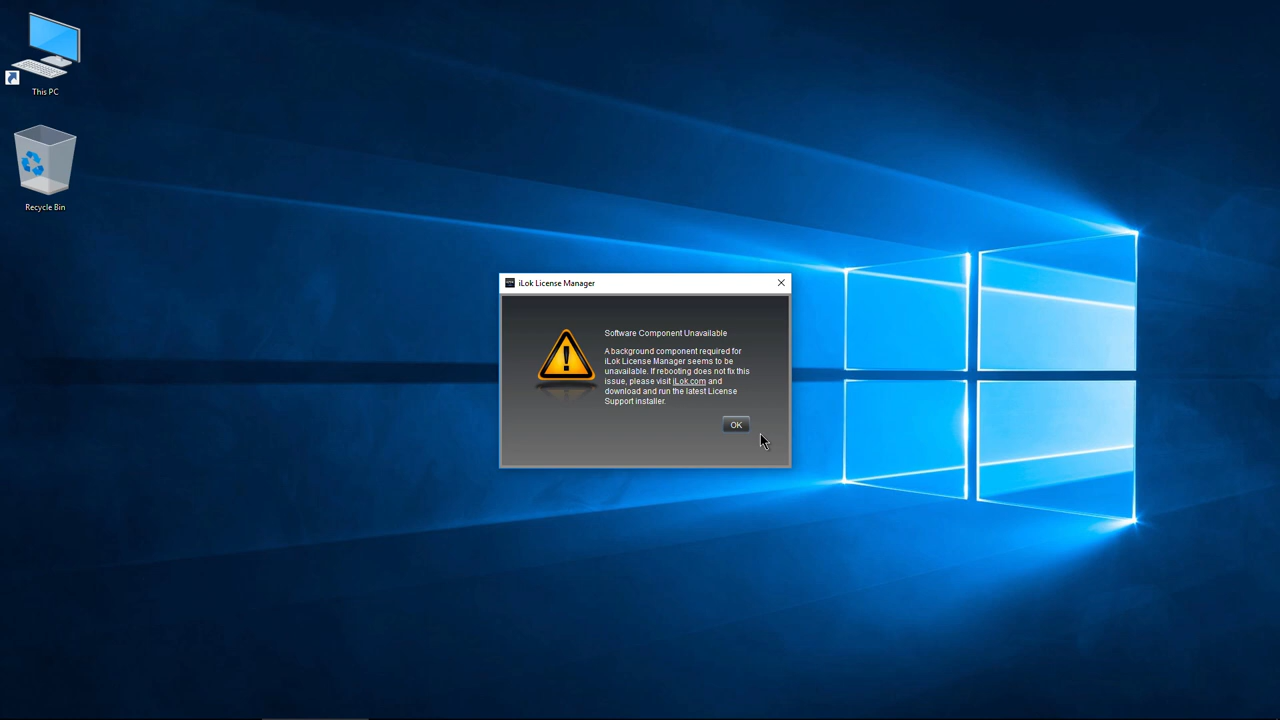 This PC
Recycle Bin
iLok License Manager
Software Component Unavailable
A background component required for
iLok License Manager seems to be
unavailable. If rebooting does not fix this
issue, please visit iLok.com and
download and run the latest License
Support installer.
OK